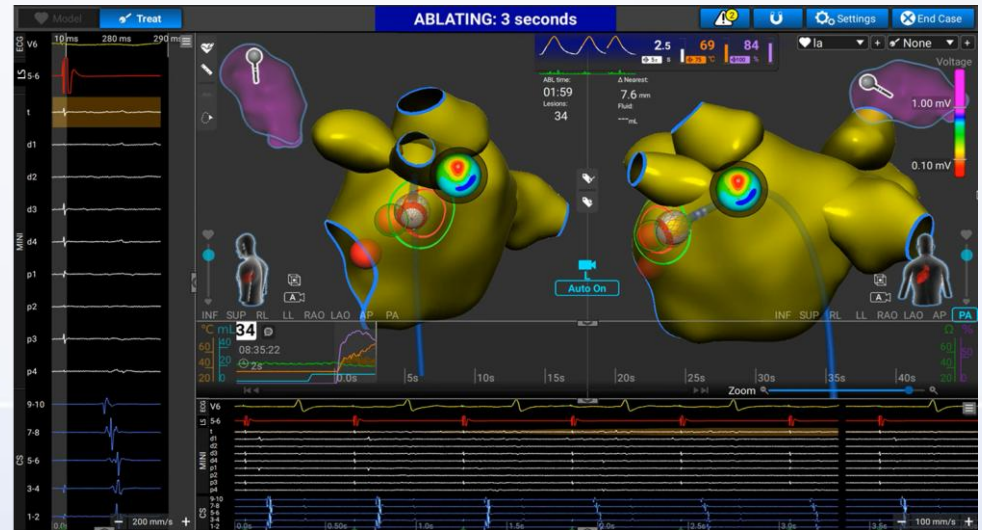 Model
Treat
ABLATING: 3 seconds
2
Settings
End Case
ECG
V6
10 ms
280 ms
290 ms
LS
5-6
MINI
t
d1
d2
d3
d4
p1
p2
p3
p4
CS
9-10
7-8
5-6
3-4
1-2
0.0s
200 mm/s
2.5 s
69 °C
84 %
ABL time:
01:59
Lesions:
34
Δ Nearest:
7.6 mm
Fluid:
---mL
la
None
Voltage
1.00 mV
0.10 mV
Auto On
A
INF SUP RL LL RAO LAO AP PA
A
INF SUP RL LL RAO LAO AP PA
°C mL
34
08:35:22
2s
60 40
40 20
20 0
0.0s 5s 10s 15s 20s 25s 30s 35s 40s
Ω %
Zoom
ECG V6
LS 5-6
MINI
t
d1
d2
d3
d4
p1
p2
p3
p4
CS
9-10
7-8
5-6
3-4
1-2
0.0s 0.50s 1.0s 1.5s 2.0s 2.5s 3.0s 3.5s
100 mm/s